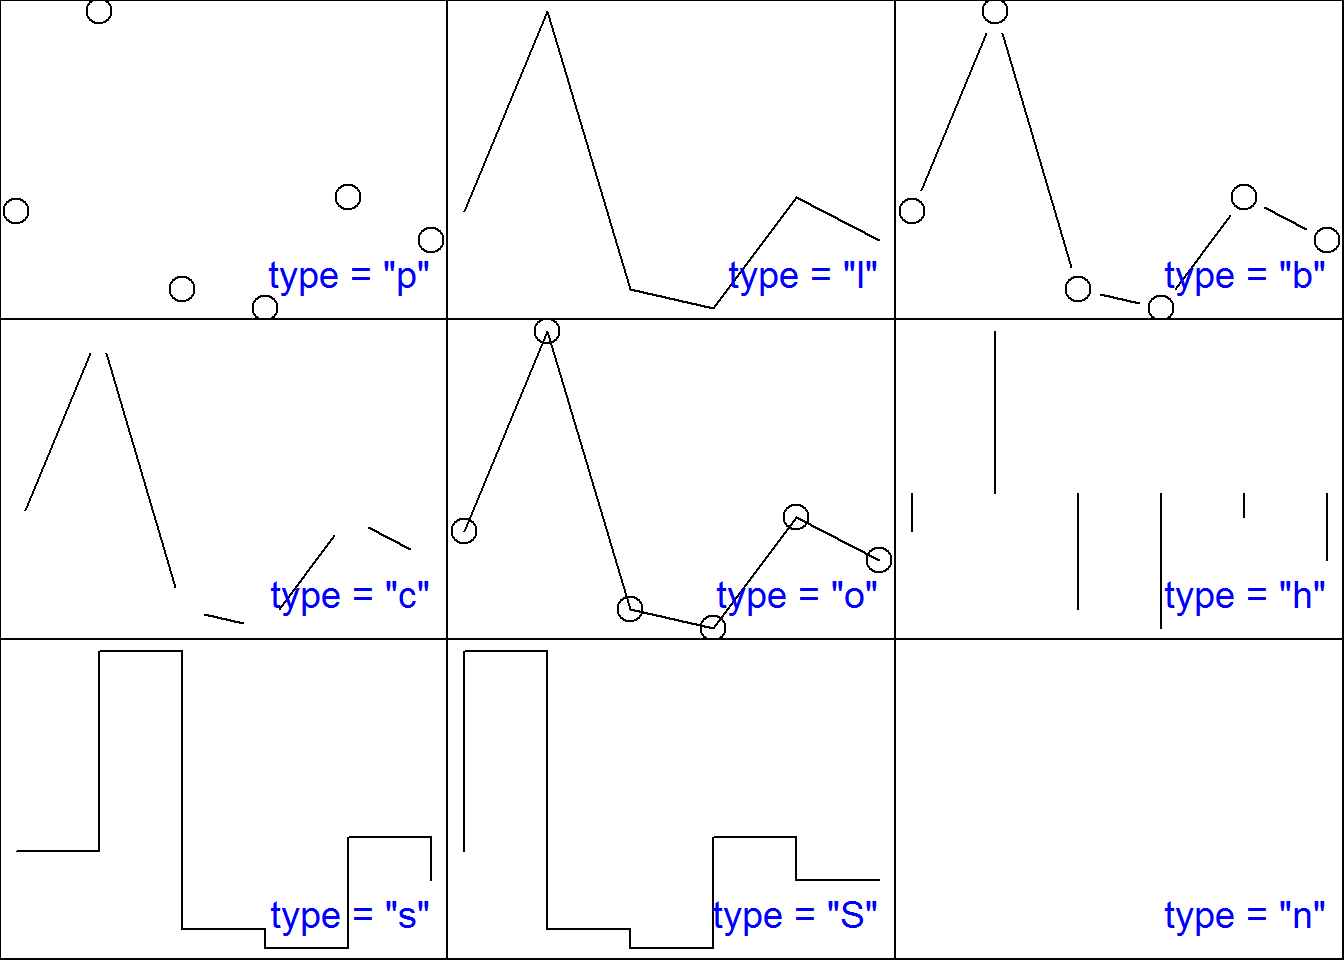 type = "p"
type = "l"
type = "b"
type = "c"
type = "o"
type = "h"
type = "s"
type = "S"
type = "n"